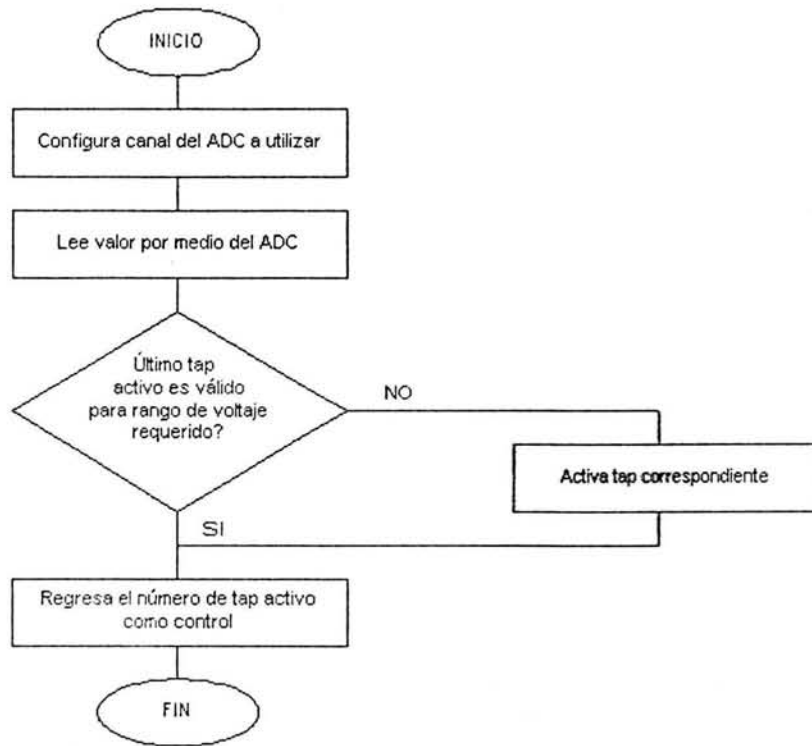 INICIO
Configura canal del ADC a utilizar
Lee valor por medio del ADC
Último tap
activo es válido
para rango de voltaje
requerido?
NO
Activa tap correspondiente
SI
Regresa el número de tap activo
como control
FIN